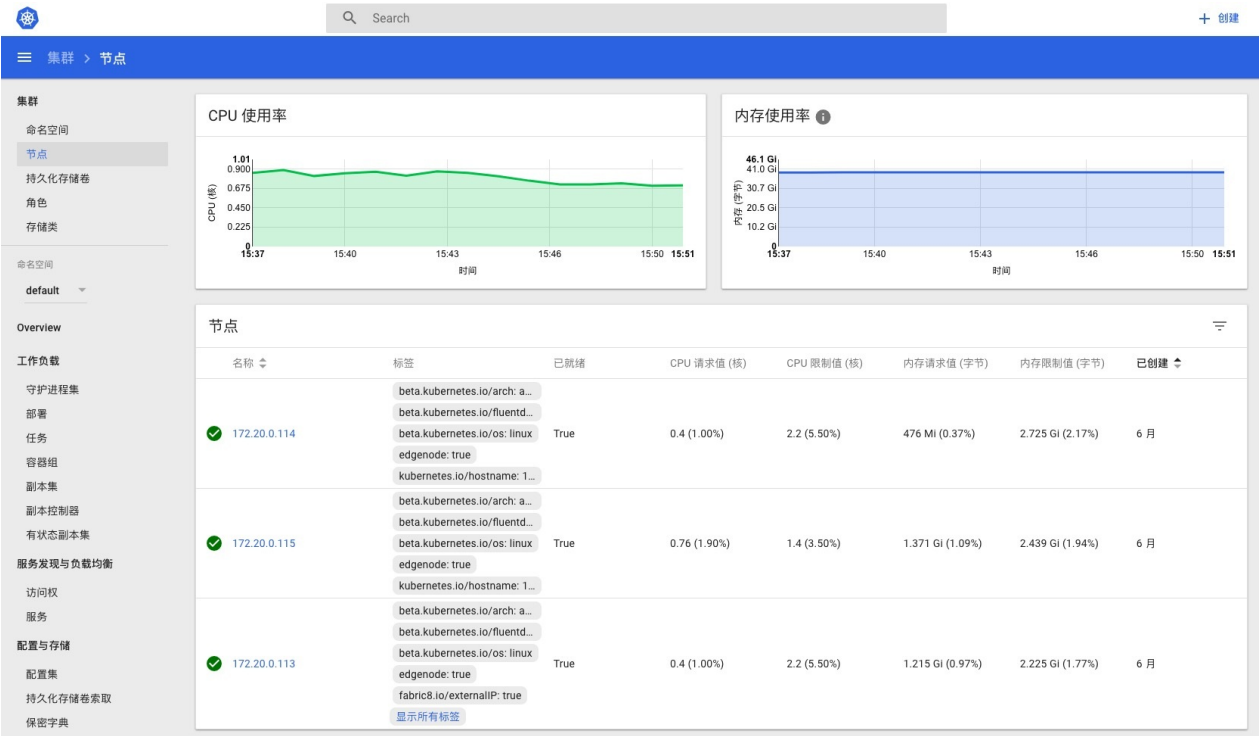 Search
创建
集群 > 节点
集群
命名空间
节点
持久化存储卷
角色
存储类
命名空间
default
Overview
工作负载
守护进程集
部署
任务
容器组
副本集
副本控制器
有状态副本集
服务发现与负载均衡
访问权
服务
配置与存储
配置集
持久化存储卷索取
保密字典
CPU 使用率
CPU (核)
1.01
0.900
0.675
0.450
0.225
0
15:37 15:40 15:43 15:46 15:50 15:51
时间
内存使用率
内存 (字节)
46.1 Gi
41.0 Gi
30.7 Gi
20.5 Gi
10.2 Gi
0
15:37 15:40 15:43 15:46 15:50 15:51
时间
节点
名称 标签 已就绪 CPU 请求值 (核) CPU 限制值 (核) 内存请求值 (字节) 内存限制值 (字节) 已创建
beta.kubernetes.io/arch: a...
beta.kubernetes.io/fluentd...
172.20.0.114 beta.kubernetes.io/os: linux True 0.4 (1.00%) 2.2 (5.50%) 476 Mi (0.37%) 2.725 Gi (2.17%) 6 月
edgenode: true
kubernetes.io/hostname: 1...
beta.kubernetes.io/arch: a...
beta.kubernetes.io/fluentd...
172.20.0.115 beta.kubernetes.io/os: linux True 0.76 (1.90%) 1.4 (3.50%) 1.371 Gi (1.09%) 2.439 Gi (1.94%) 6 月
edgenode: true
kubernetes.io/hostname: 1...
beta.kubernetes.io/arch: a...
beta.kubernetes.io/fluentd...
beta.kubernetes.io/os: linux
172.20.0.113 True 0.4 (1.00%) 2.2 (5.50%) 1.215 Gi (0.97%) 2.225 Gi (1.77%) 6 月
edgenode: true
fabric8.io/externalIP: true
显示所有标签